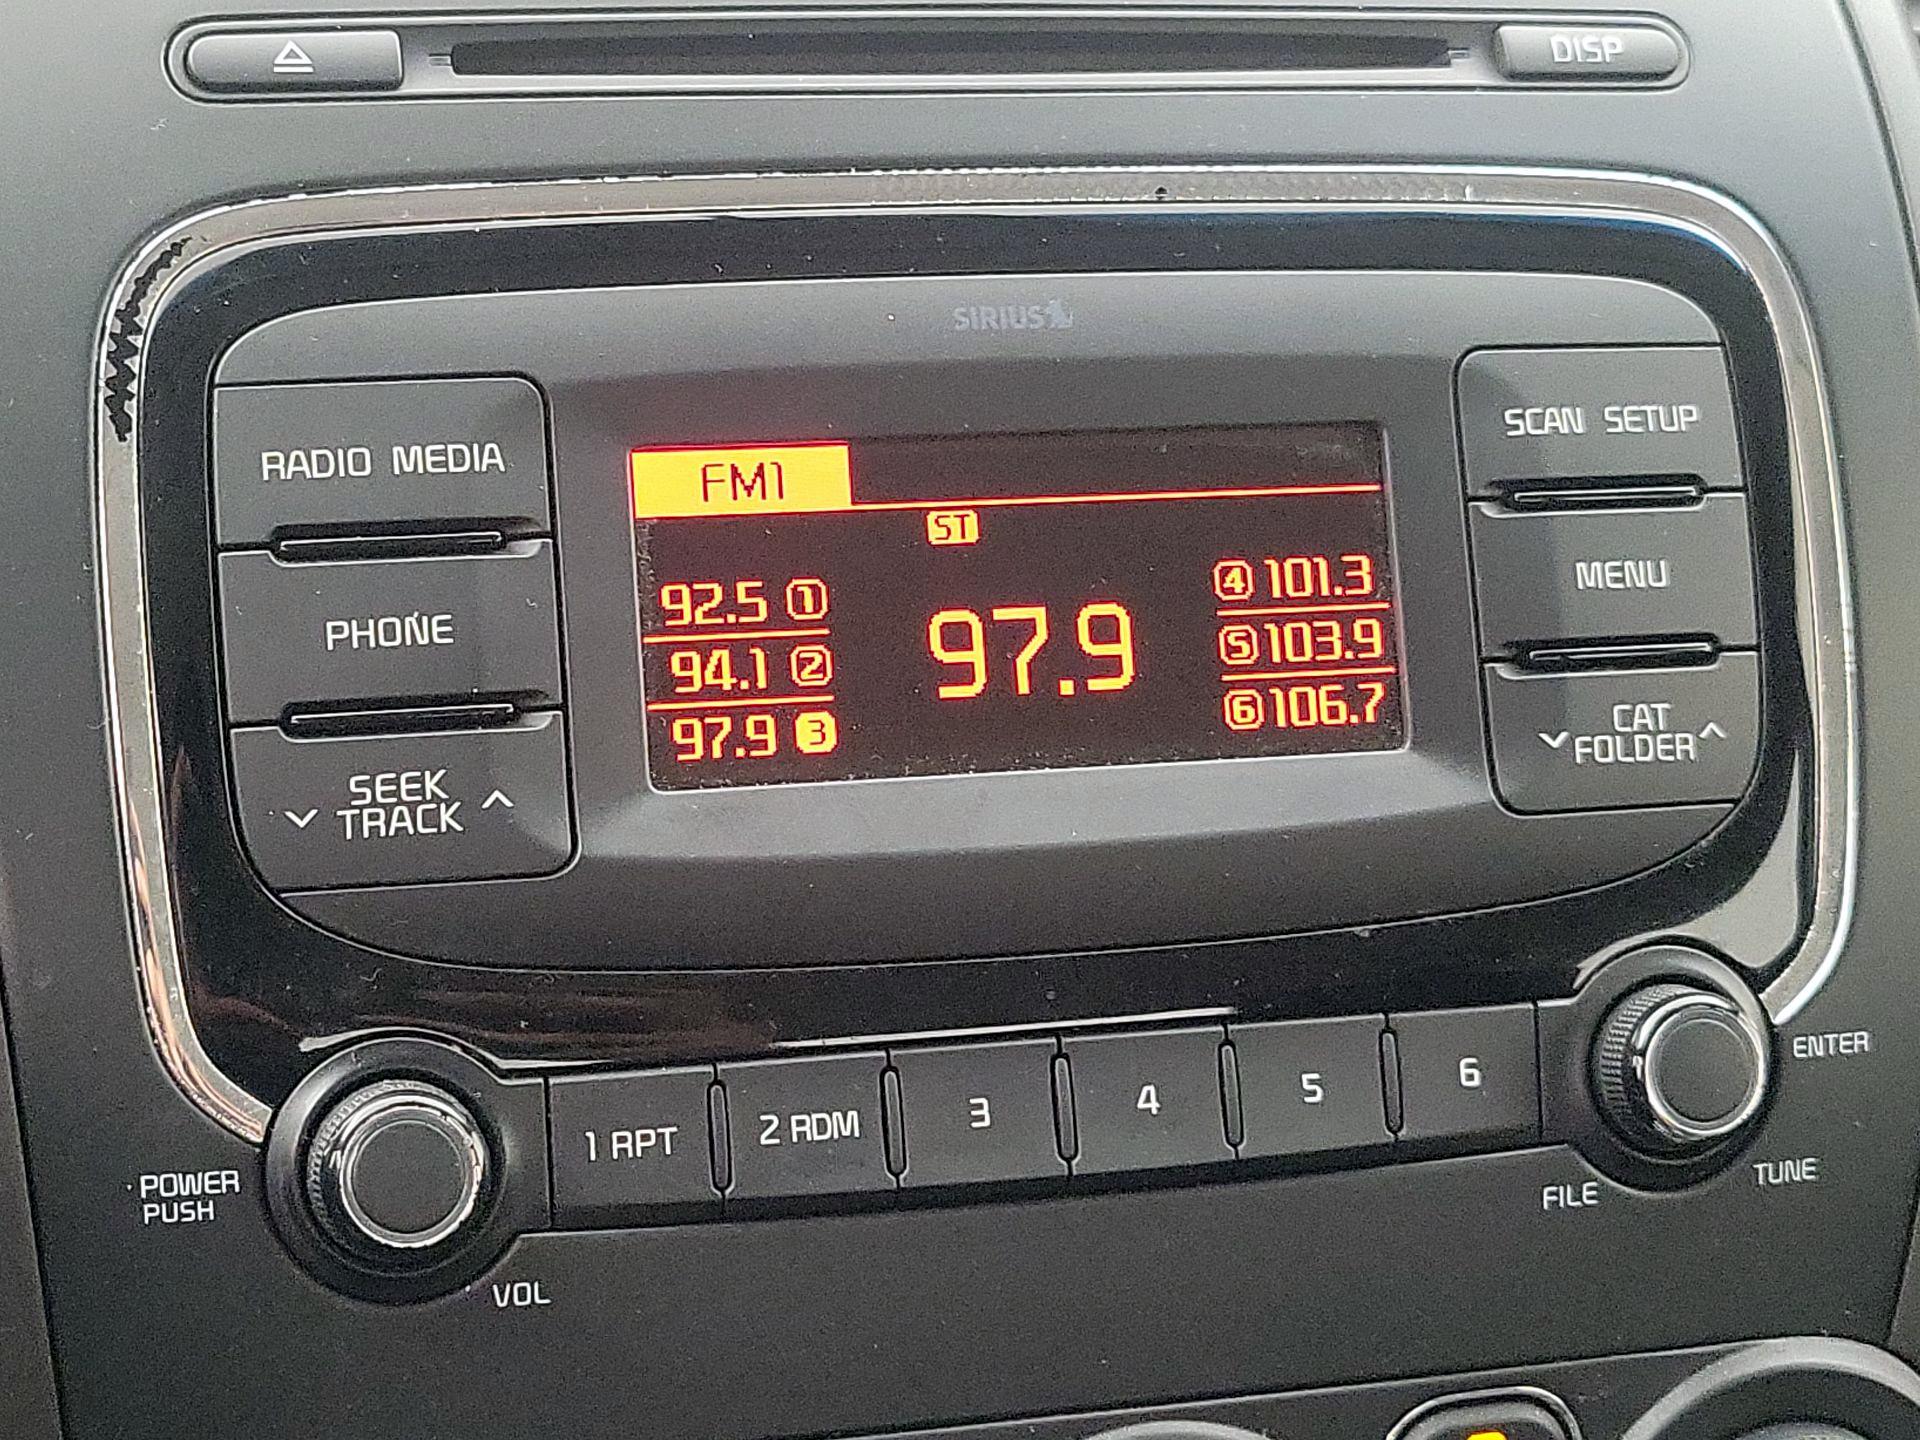 DISP
SIRIUS
RADIO MEDIA
PHONE
SEEK
TRACK
FM1
ST
92.5 1
94.1 2
97.9 3
97.9
4 101.3
5 103.9
6 106.7
SCAN SETUP
MENU
CAT
FOLDER
POWER
PUSH
VOL
1 RPT
2 RDM
3
4
5
6
ENTER
FILE
TUNE